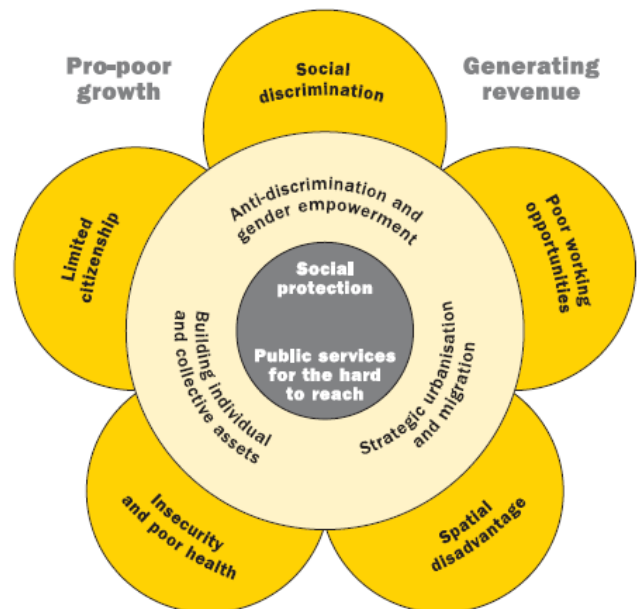 Pro-poor
growth
Social
discrimination
Generating
revenue
Limited
citizenship
Anti-discrimination and
gender empowerment
Poor working
opportunities
Social
protection
Public services
for the hard
to reach
Building individual
and collective assets
Strategic urbanisation
and migration
Insecurity
and poor health
Spatial
disadvantage